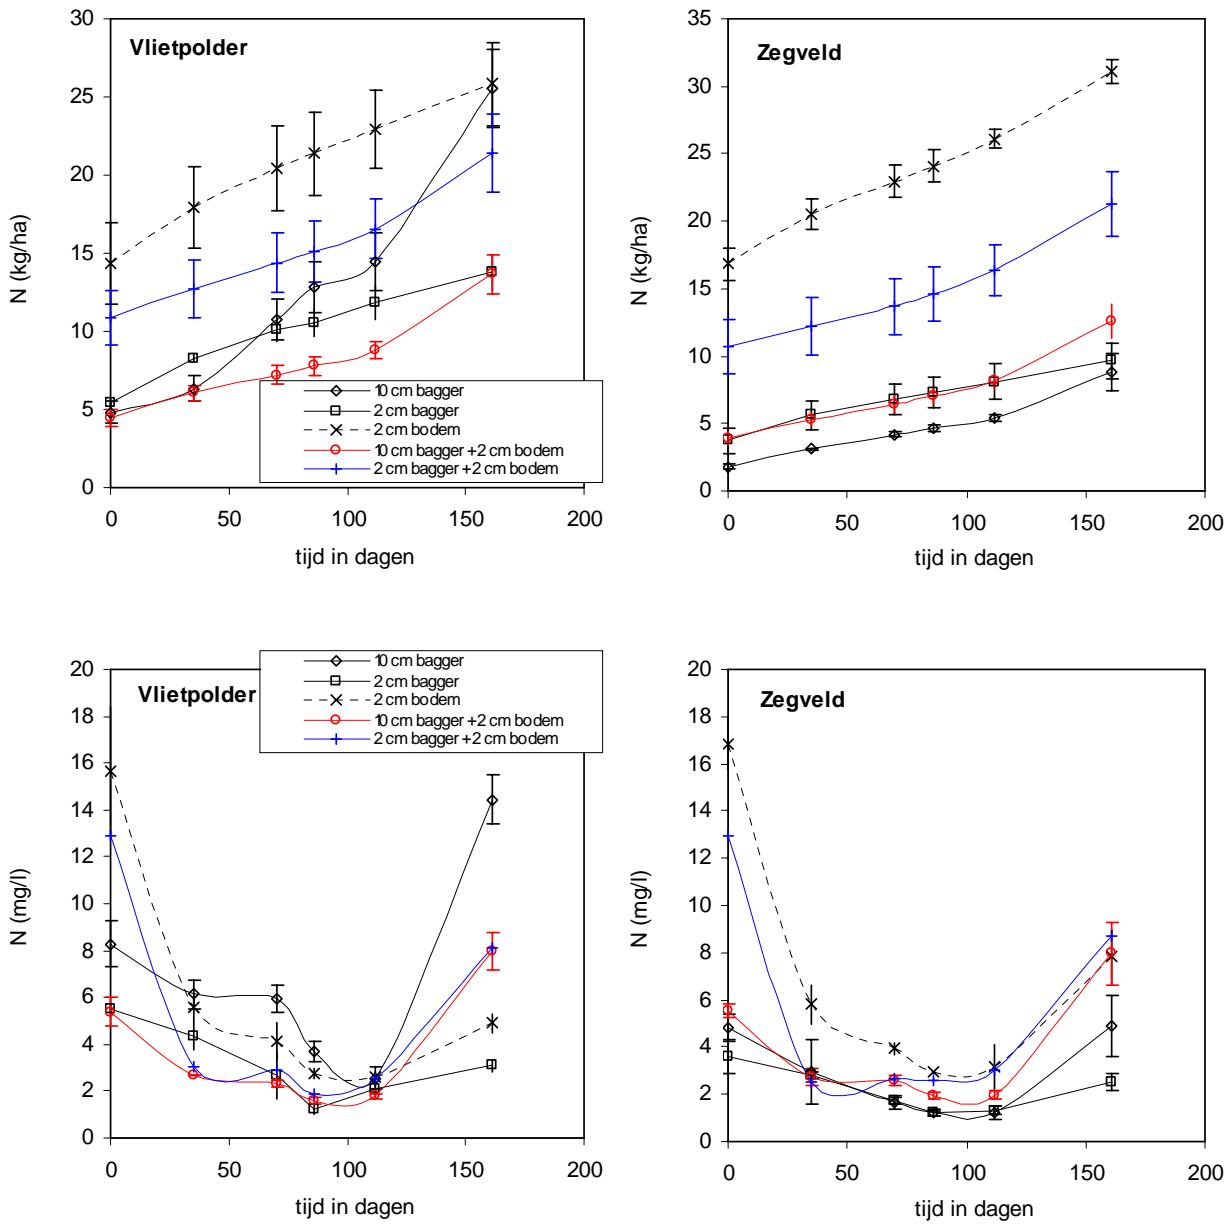 Vlietpolder
N (kg/ha)
30
25
20
15
10
5
0
0 50 100 150 200
tijd in dagen
10 cm bagger
2 cm bagger
2 cm bodem
10 cm bagger +2 cm bodem
2 cm bagger +2 cm bodem
Zegveld
N (kg/ha)
35
30
25
20
15
10
5
0
0 50 100 150 200
tijd in dagen
Vlietpolder
N (mg/l)
20
18
16
14
12
10
8
6
4
2
0
0 50 100 150 200
tijd in dagen
10 cm bagger
2 cm bagger
2 cm bodem
10 cm bagger +2 cm bodem
2 cm bagger +2 cm bodem
Zegveld
N (mg/l)
20
18
16
14
12
10
8
6
4
2
0
0 50 100 150 200
tijd in dagen